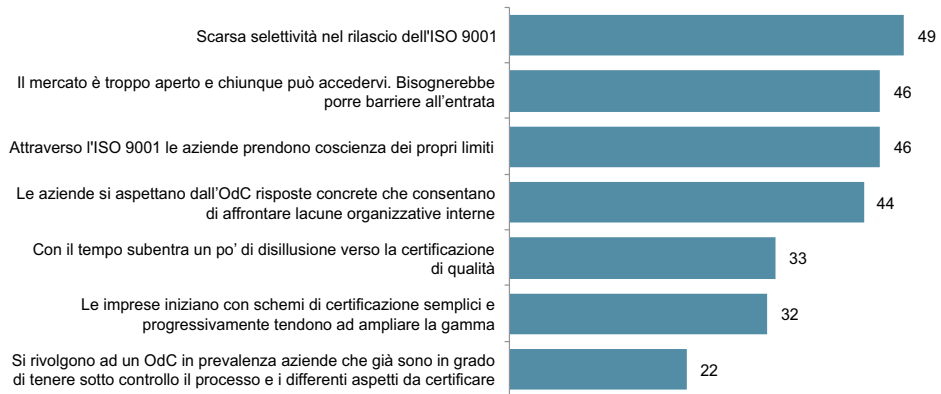 Scarsa selettività nel rilascio dell'ISO 9001
49
Il mercato è troppo aperto e chiunque può accedervi. Bisognerebbe
porre barriere all’entrata
46
Attraverso l'ISO 9001 le aziende prendono coscienza dei propri limiti
46
Le aziende si aspettano dall’OdC risposte concrete che consentano
di affrontare lacune organizzative interne
44
Con il tempo subentra un po’ di disillusione verso la certificazione
di qualità
33
Le imprese iniziano con schemi di certificazione semplici e
progressivamente tendono ad ampliare la gamma
32
Si rivolgono ad un OdC in prevalenza aziende che già sono in grado
di tenere sotto controllo il processo e i differenti aspetti da certificare
22